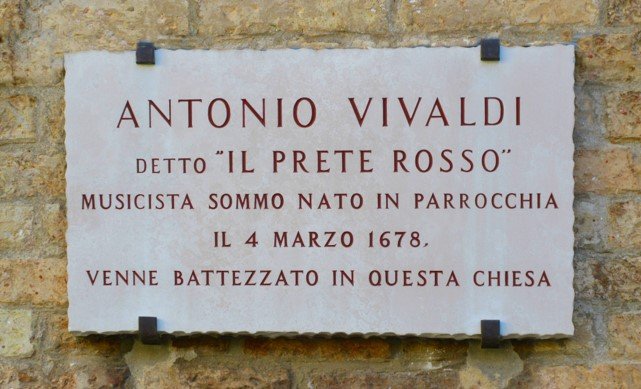 ANTONIO VIVALDI
DETTO "IL PRETE ROSSO"
MUSICISTA SOMMO NATO IN PARROCCHIA
IL 4 MARZO 1678.
VENNE BATTEZZATO IN QUESTA CHIESA